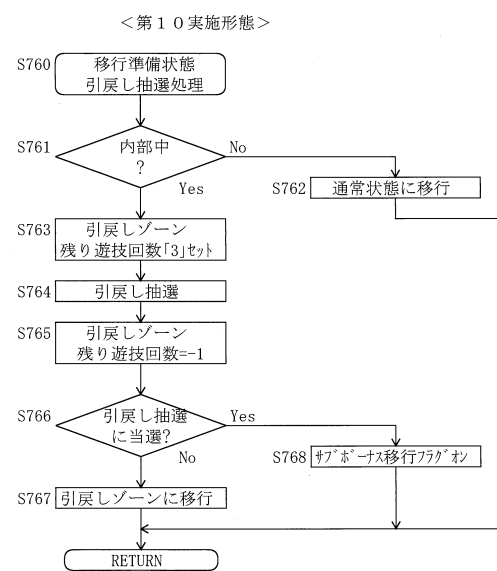 ＜第１０実施形態＞
S760
移行準備状態
引戻し抽選処理
S761
内部中
?
No
Yes
S762
通常状態に移行
S763
引戻しゾーン
残り遊技回数｢3｣セット
S764
引戻し抽選
S765
引戻しゾーン
残り遊技回数=-1
S766
引戻し抽選
に当選?
Yes
No
S768
サブボーナス移行フラグオン
S767
引戻しゾーンに移行
RETURN